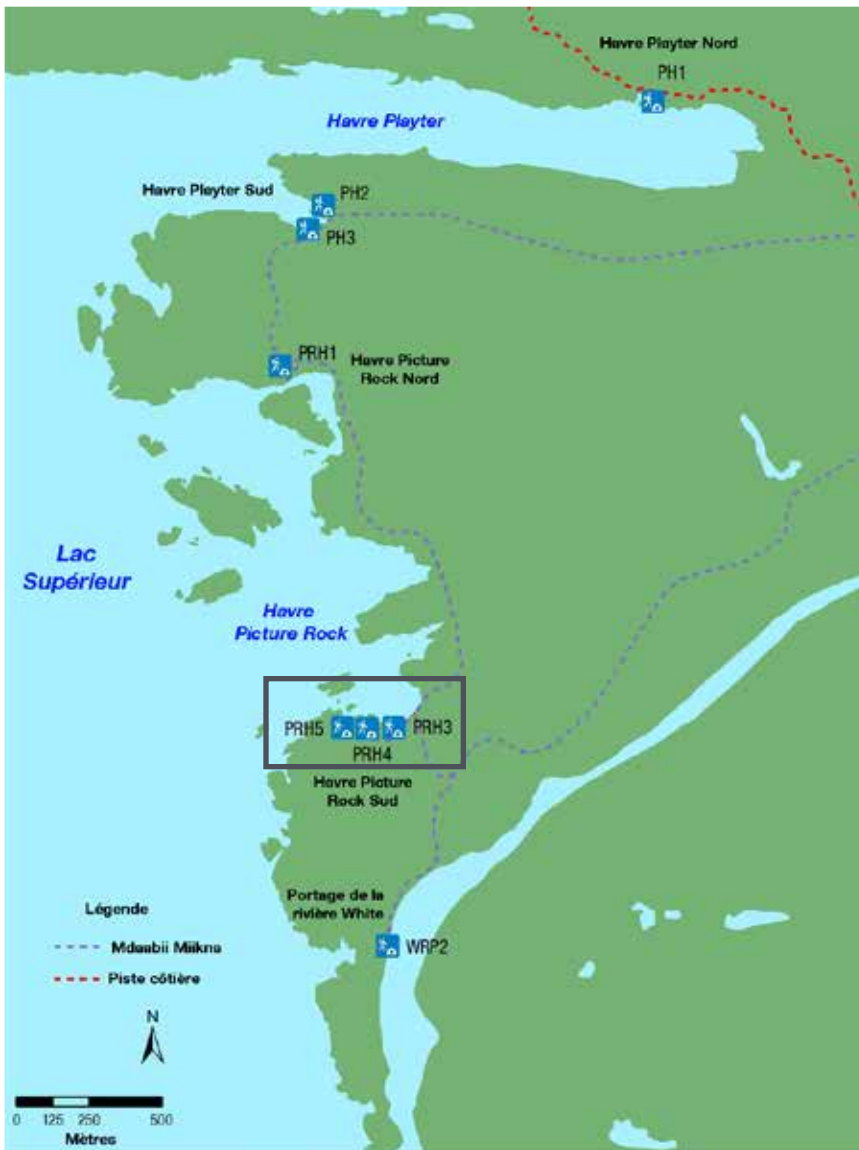 Havre Playter Nord
PH1
Havre Playter
Havre Playter Sud
PH2
PH3
PRH1
Havre Picture
Rock Nord
Lac
Supérieur
Havre
Picture Rock
PRH5
PRH3
PRH4
Havre Picture
Rock Sud
Portage de la
rivière White
WRP2
Légende
Mdaabii Miikna
Piste côtière
N
0 125 250 500
Mètres